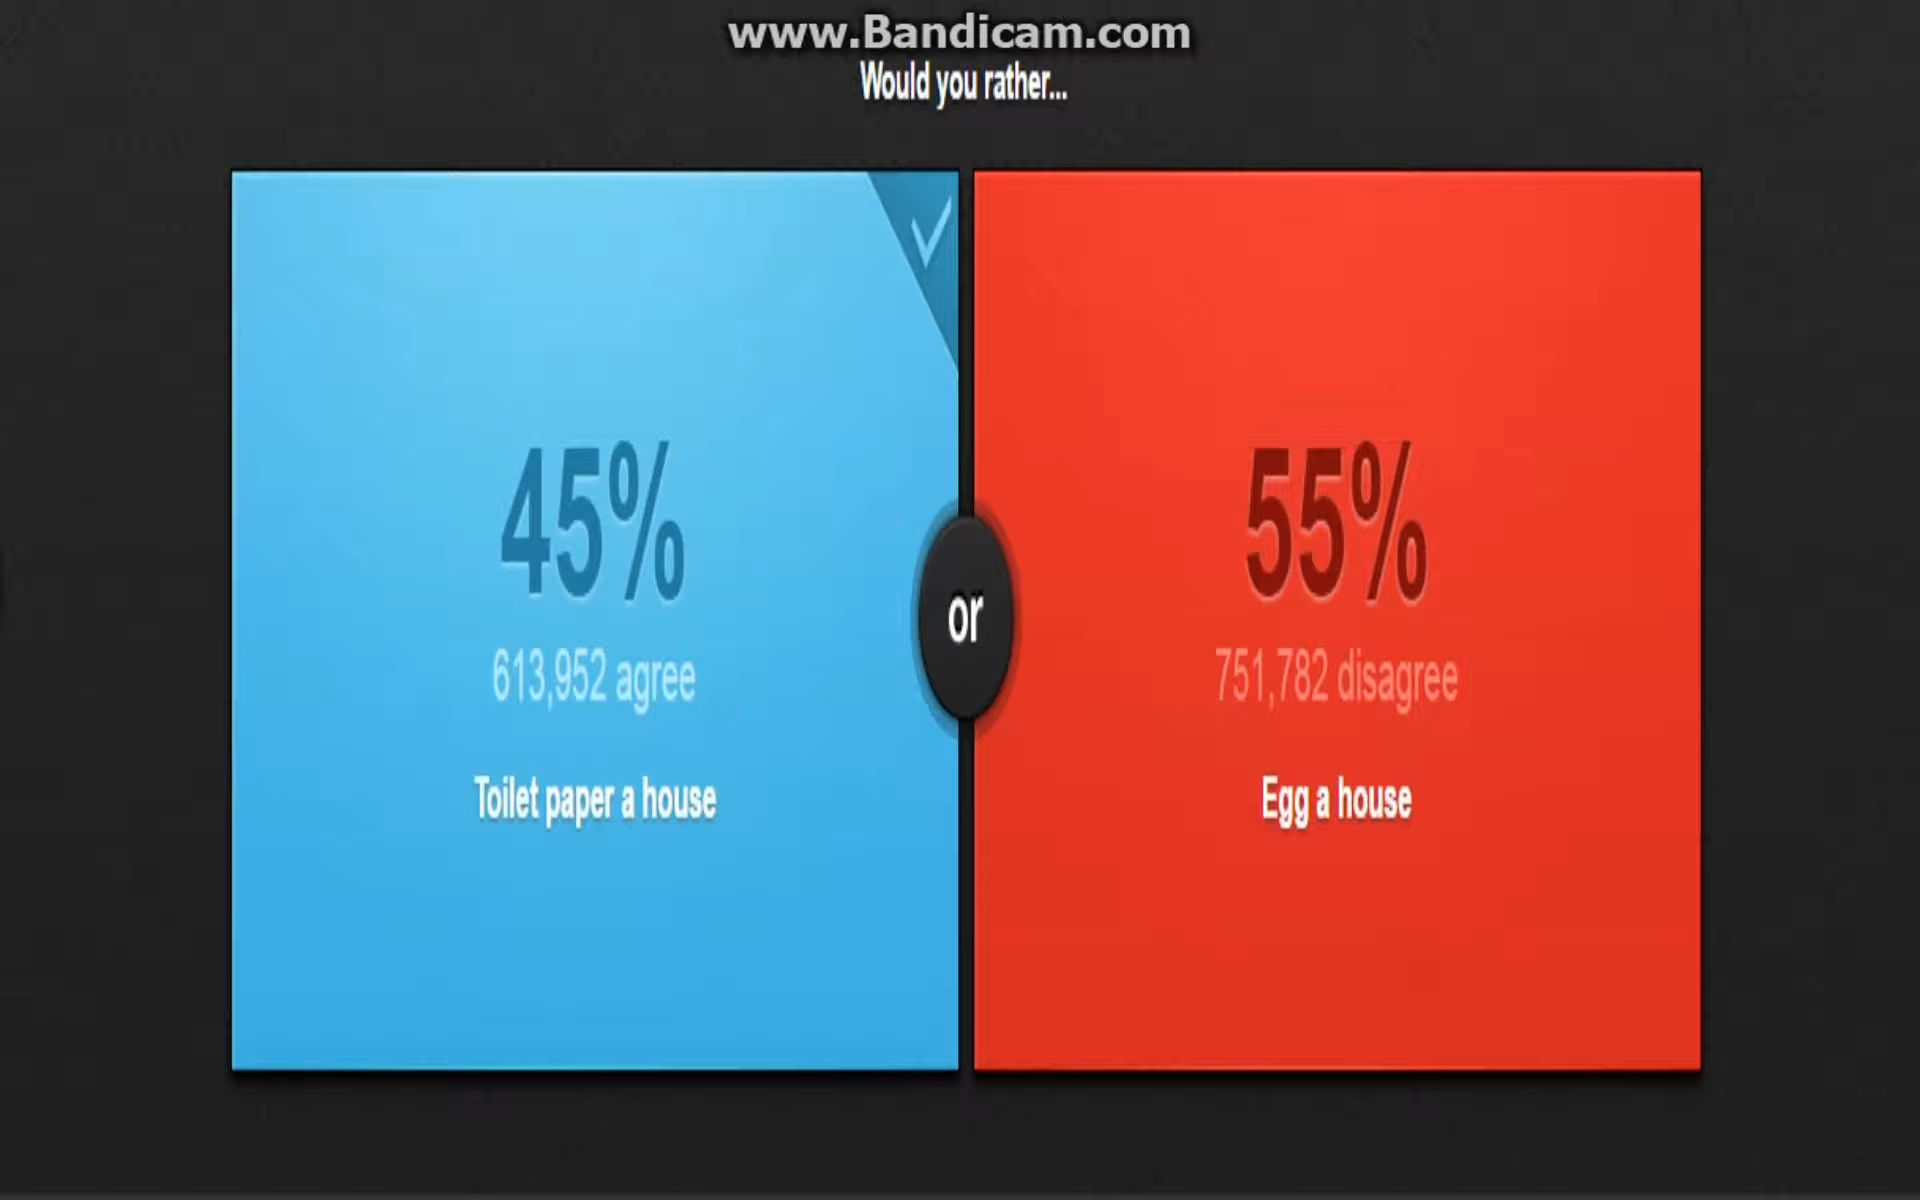 www.Bandicam.com
Would you rather...
45%
613,952 agree
Toilet paper a house
or
55%
751,782 disagree
Egg a house